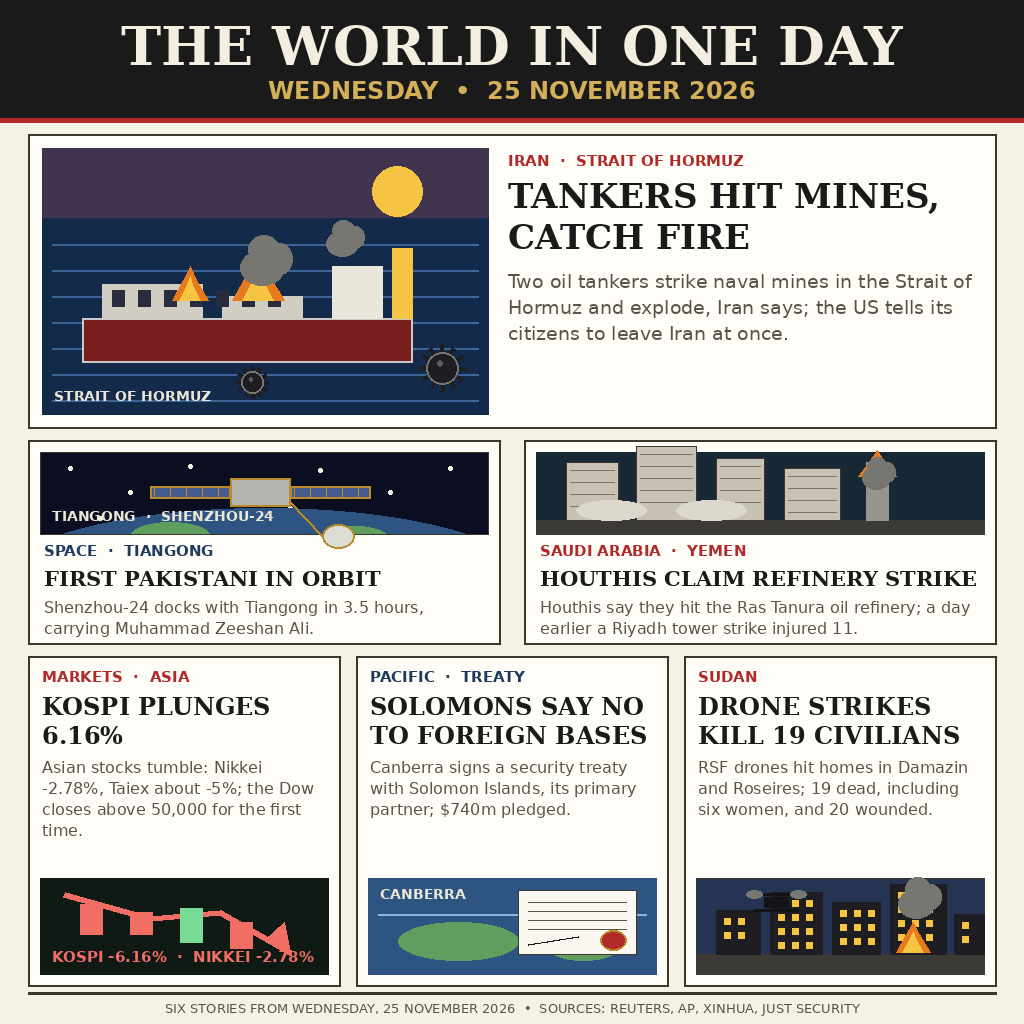 THE WORLD IN ONE DAY
WEDNESDAY • 25 NOVEMBER 2026
IRAN · STRAIT OF HORMUZ
TANKERS HIT MINES,
CATCH FIRE
Two oil tankers strike naval mines in the Strait of
Hormuz and explode, Iran says; the US tells its
citizens to leave Iran at once.
STRAIT OF HORMUZ
TIANGONG · SHENZHOU-24
SPACE · TIANGONG
FIRST PAKISTANI IN ORBIT
Shenzhou-24 docks with Tiangong in 3.5 hours,
carrying Muhammad Zeeshan Ali.
SAUDI ARABIA · YEMEN
HOUTHIS CLAIM REFINERY STRIKE
Houthis say they hit the Ras Tanura oil refinery; a day
earlier a Riyadh tower strike injured 11.
MARKETS · ASIA
KOSPI PLUNGES
6.16%
Asian stocks tumble: Nikkei
-2.78%, Taiex about -5%; the Dow
closes above 50,000 for the first
time.
KOSPI -6.16% · NIKKEI -2.78%
PACIFIC · TREATY
SOLOMONS SAY NO
TO FOREIGN BASES
Canberra signs a security treaty
with Solomon Islands, its primary
partner; $740m pledged.
CANBERRA
SUDAN
DRONE STRIKES
KILL 19 CIVILIANS
RSF drones hit homes in Damazin
and Roseires; 19 dead, including
six women, and 20 wounded.
SIX STORIES FROM WEDNESDAY, 25 NOVEMBER 2026 • SOURCES: REUTERS, AP, XINHUA, JUST SECURITY